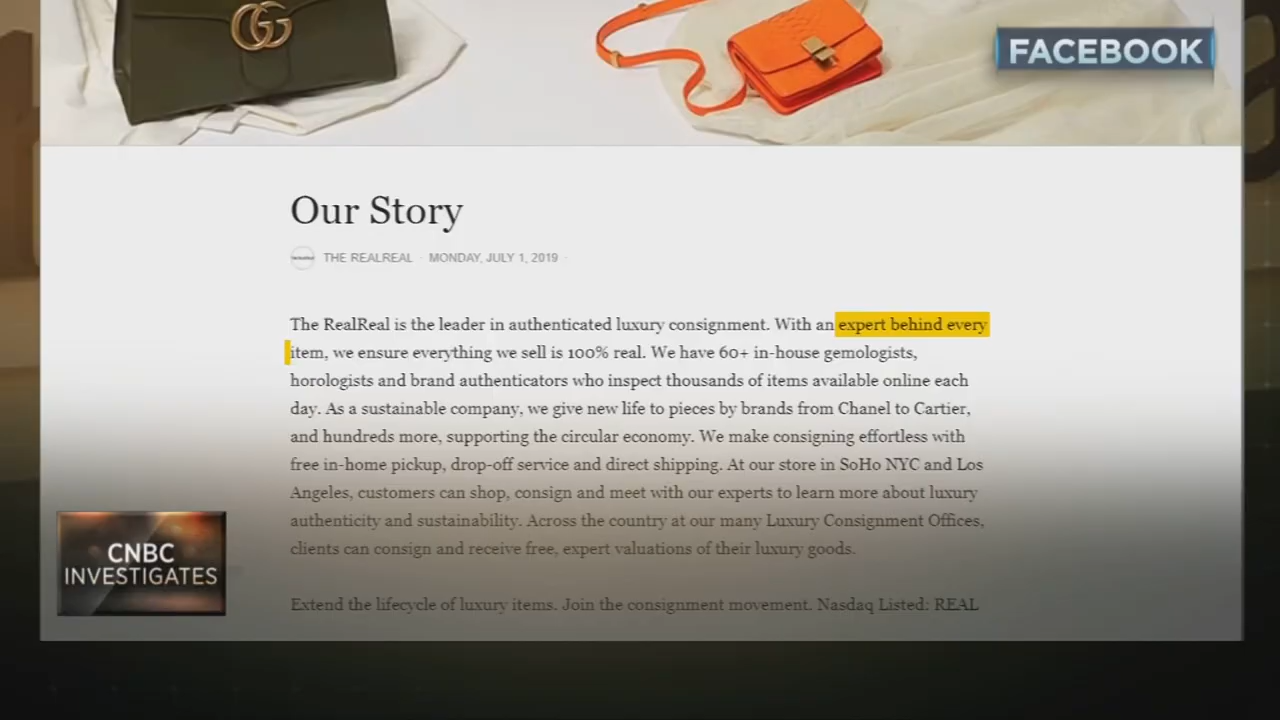 FACEBOOK
Our Story
THE REALREAL · MONDAY, JULY 1, 2019 ·
The RealReal is the leader in authenticated luxury consignment. With an expert behind every
item, we ensure everything we sell is 100% real. We have 60+ in-house gemologists,
horologists and brand authenticators who inspect thousands of items available online each
day. As a sustainable company, we give new life to pieces by brands from Chanel to Cartier,
and hundreds more, supporting the circular economy. We make consigning effortless with
free in-home pickup, drop-off service and direct shipping. At our store in SoHo NYC and Los
Angeles, customers can shop, consign and meet with our experts to learn more about luxury
authenticity and sustainability. Across the country at our many Luxury Consignment Offices,
clients can consign and receive free, expert valuations of their luxury goods.
Extend the lifecycle of luxury items. Join the consignment movement. Nasdaq Listed: REAL
CNBC
INVESTIGATES